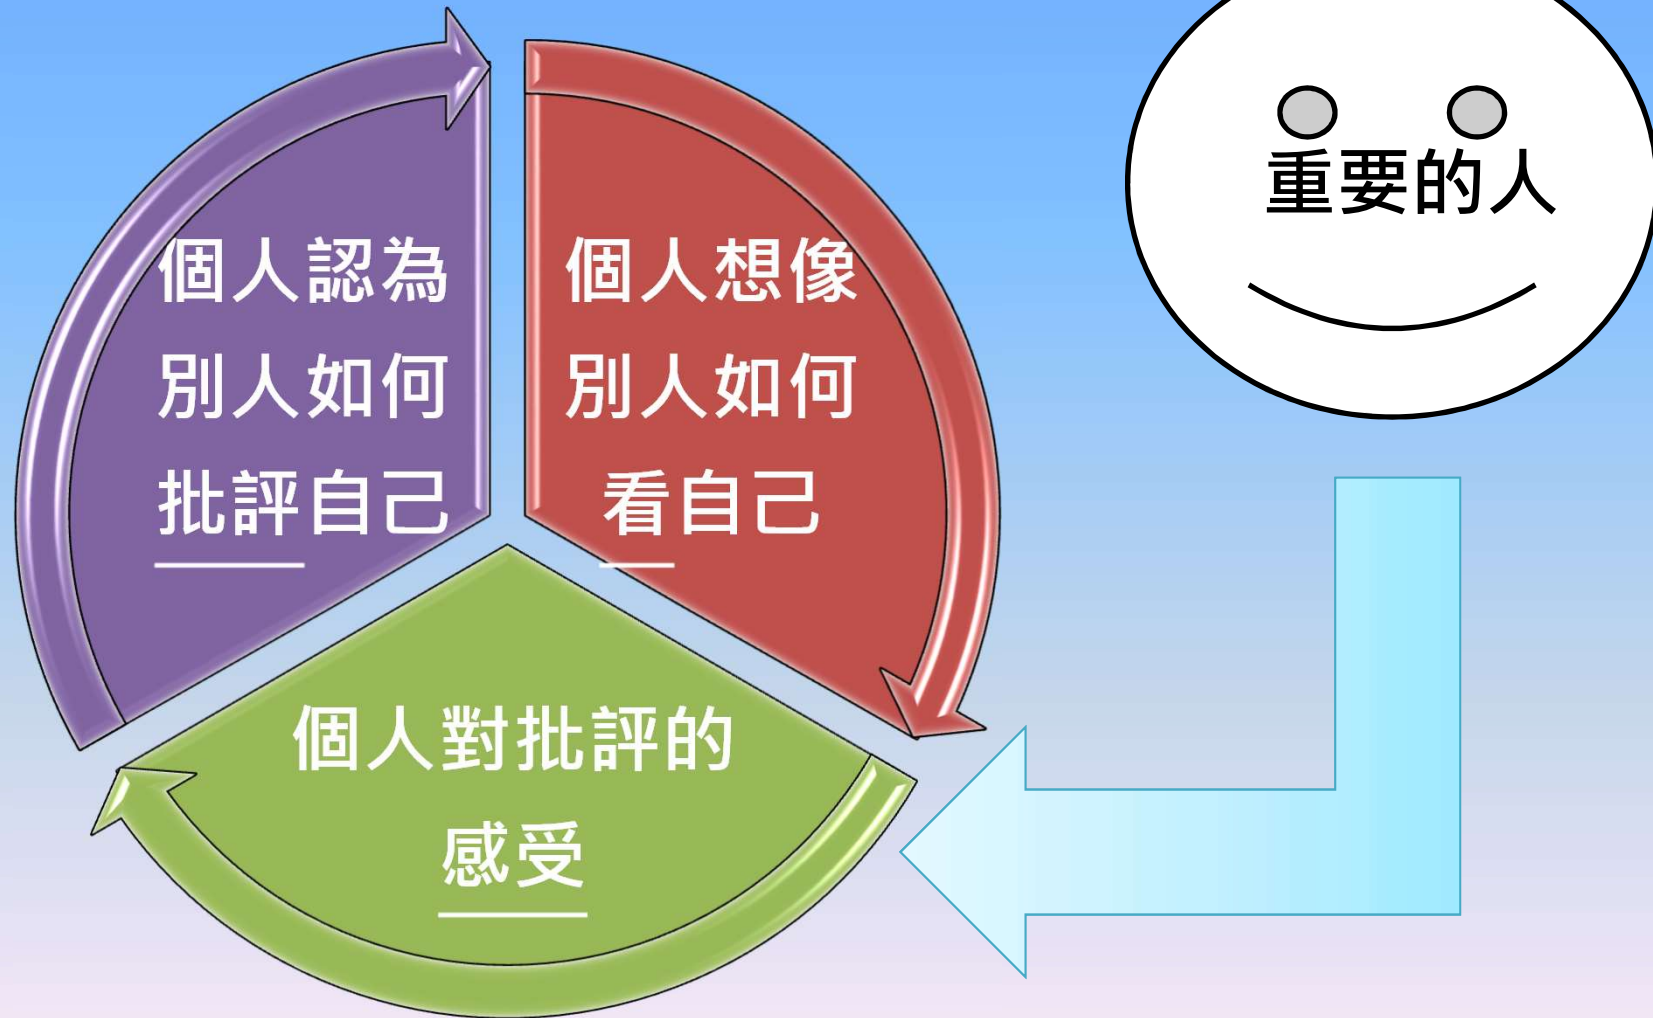 個人認為
別人如何
批評自己
個人想像
別人如何
看自己
個人對批評的
感受
重要的人